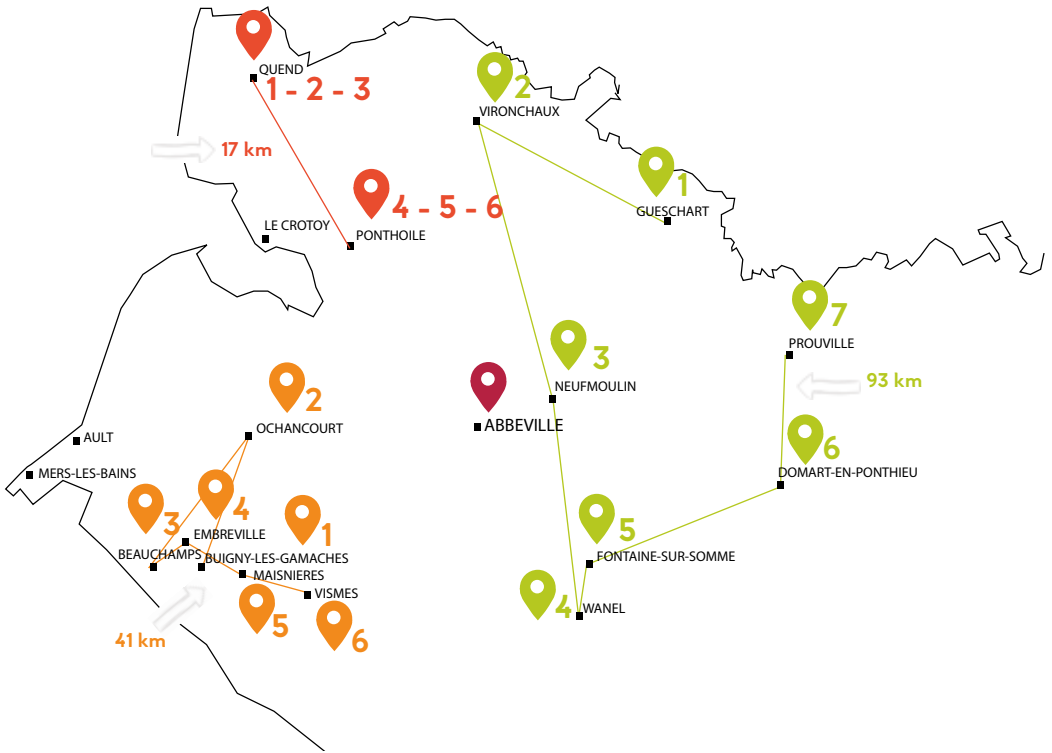 QUEND
1 - 2 - 3
2
VIRONCHAUX
17 km
1
GUESCHART
4 - 5 - 6
LE CROTOY
PONTHOILE
7
PROUVILLE
3
NEUFMOULIN
93 km
2
OCHANCOURT
ABBEVILLE
AULT
6
DOMART-EN-PONTHIEU
MERS-LES-BAINS
3
4
1
5
EMBREVILLE
BEAUCHAMPS
BUIGNY-LES-GAMACHES
FONTAINE-SUR-SOMME
MAISNIERES
VISMES
4
WANEL
5
6
41 km